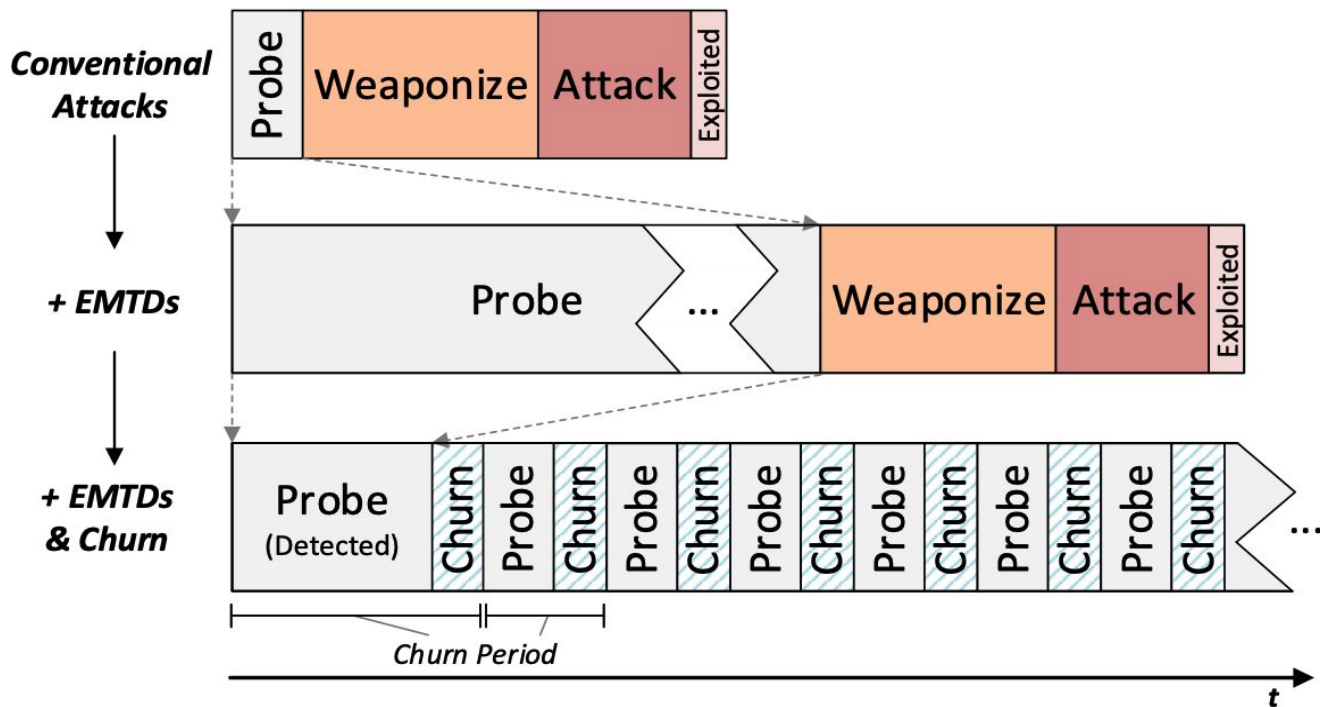 Conventional
Attacks
Probe
Weaponize
Attack
Exploited
+ EMTDs
Probe
...
Weaponize
Attack
Exploited
+ EMTDs
& Churn
Probe
(Detected)
Churn
Probe
Churn
Probe
Churn
Probe
Churn
Probe
Churn
Probe
Churn
Probe
Churn
...
Churn Period
t